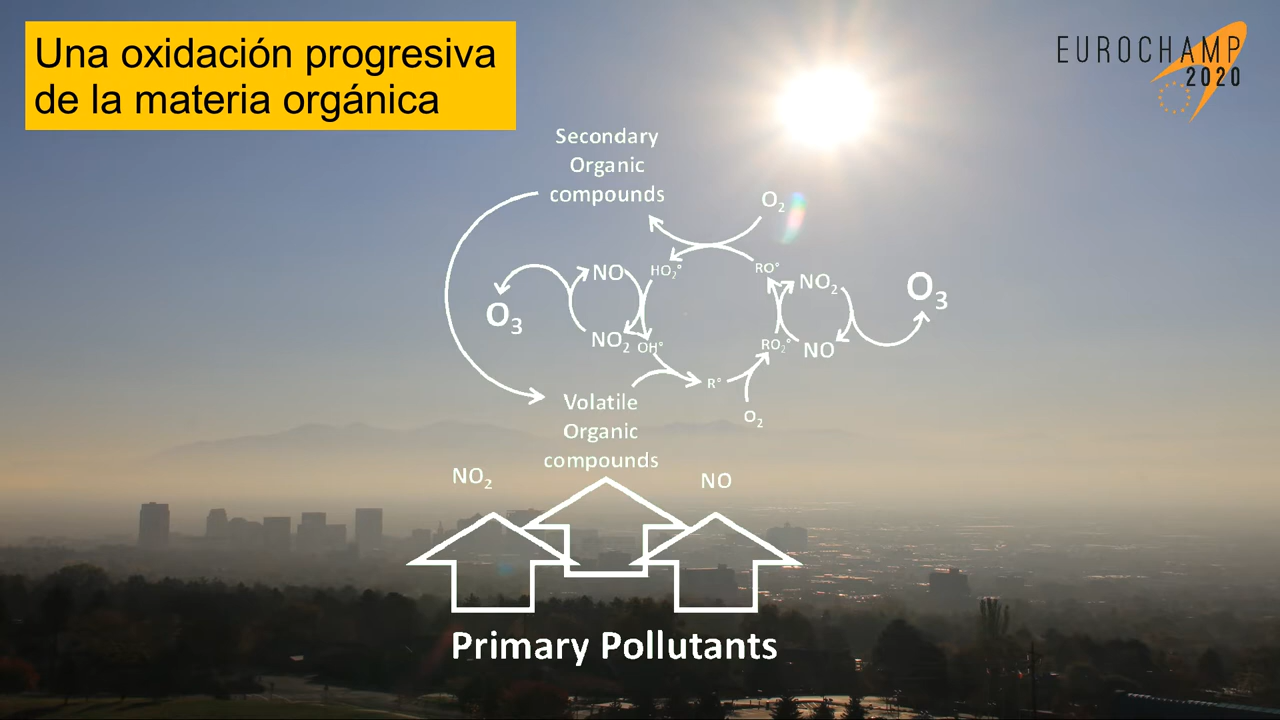 Una oxidación progresiva
de la materia orgánica
EUROCHAMP
2020
Secondary
Organic
compounds
O₂
NO
HO₂°
RO°
NO₂
O₃
O₃
NO₂
OH°
RO₂°
NO
R°
O₂
Volatile
Organic
compounds
NO₂
NO
Primary Pollutants